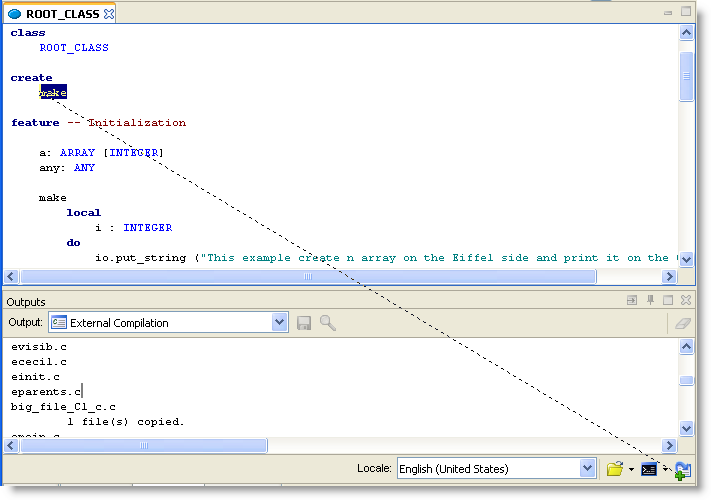 ROOT_CLASS
class
ROOT_CLASS
create
make
feature -- Initialization
a: ARRAY [INTEGER]
any: ANY
make
local
i : INTEGER
do
io.put_string ("This example create n array on the Eiffel side and print it on the
Outputs
Output: External Compilation
evisib.c
ececil.c
einit.c
eparents.c
big_file_C1_c.c
1 file(s) copied.
emain.c
Locale: English (United States)